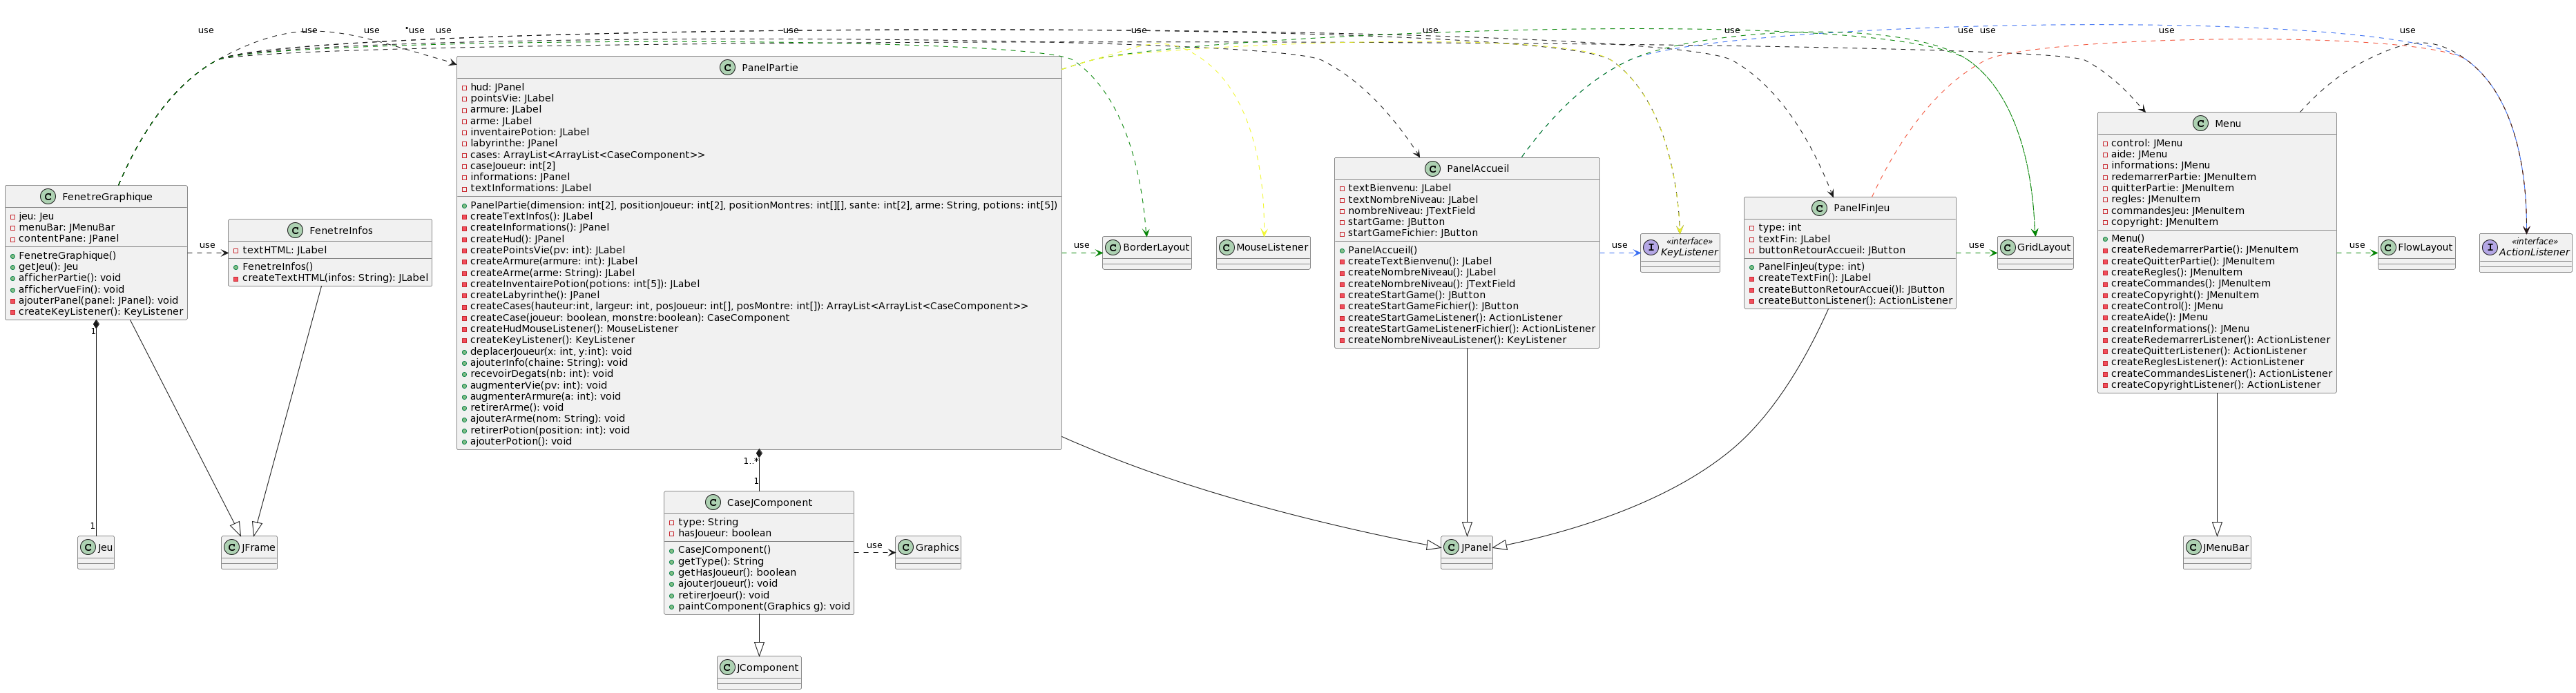 use
use
use
"use
use
use
use
use
use
use
use
use
use
C PanelPartie
hud: JPanel
pointsVie: JLabel
armure: JLabel
arme: JLabel
inventairePotion: JLabel
labyrinthe: JPanel
cases: ArrayList<ArrayList<CaseComponent>>
caseJoueur: int[2]
informations: JPanel
textInformations: JLabel
PanelPartie(dimension: int[2], positionJoueur: int[2], positionMontres: int[][], sante: int[2], arme: String, potions: int[5])
createTextInfos(): JLabel
createInformations(): JPanel
createHud(): JPanel
createPointsVie(pv: int): JLabel
createArmure(armure: int): JLabel
createArme(arme: String): JLabel
createInventairePotion(potions: int[5]): JLabel
createLabyrinthe(): JPanel
createCases(hauteur:int, largeur: int, posJoueur: int[], posMontre: int[]): ArrayList<ArrayList<CaseComponent>>
createCase(joueur: boolean, monstre:boolean): CaseComponent
createHudMouseListener(): MouseListener
createKeyListener(): KeyListener
deplacerJoueur(x: int, y:int): void
ajouterInfo(chaine: String): void
recevoirDegats(nb: int): void
augmenterVie(pv: int): void
augmenterArmure(a: int): void
retirerArme(): void
ajouterArme(nom: String): void
retirerPotion(position: int): void
ajouterPotion(): void
C FenetreGraphique
jeu: Jeu
menuBar: JMenuBar
contentPane: JPanel
FenetreGraphique()
getJeu(): Jeu
afficherPartie(): void
afficherVueFin(): void
ajouterPanel(panel: JPanel): void
createKeyListener(): KeyListener
use
C FenetreInfos
textHTML: JLabel
FenetreInfos()
createTextHTML(infos: String): JLabel
use
C BorderLayout
C MouseListener
C PanelAccueil
textBienvenu: JLabel
textNombreNiveau: JLabel
nombreNiveau: JTextField
startGame: JButton
startGameFichier: JButton
PanelAccueil()
createTextBienvenu(): JLabel
createNombreNiveau(): JLabel
createNombreNiveau(): JTextField
createStartGame(): JButton
createStartGameFichier: JButton
createStartGameListener(): ActionListener
createStartGameListenerFichier(): ActionListener
createNombreNiveauListener(): KeyListener
use
I «interface»
KeyListener
C PanelFinJeu
type: int
textFin: JLabel
buttonRetourAccueil: JButton
PanelFinJeu(type: int)
createTextFin(): JLabel
createButtonRetourAccuei()l: JButton
createButtonListener(): ActionListener
use
C GridLayout
C Menu
control: JMenu
aide: JMenu
informations: JMenu
redemarrerPartie: JMenuItem
quitterPartie: JMenuItem
regles: JMenuItem
commandesJeu: JMenuItem
copyright: JMenuItem
Menu()
createRedemarrerPartie(): JMenuItem
createQuitterPartie(): JMenuItem
createRegles(): JMenuItem
createCommandes(): JMenuItem
createCopyright(): JMenuItem
createControl(): JMenu
createAide(): JMenu
createInformations(): JMenu
createRedemarrerListener(): ActionListener
createQuitterListener(): ActionListener
createReglesListener(): ActionListener
createCommandesListener(): ActionListener
createCopyrightListener(): ActionListener
use
C FlowLayout
I «interface»
ActionListener
1
1
1..*
1
C Jeu
C JFrame
C CaseJComponent
type: String
hasJoueur: boolean
CaseJComponent()
getType(): String
getHasJoueur(): boolean
ajouterJoueur(): void
retirerJoeur(): void
paintComponent(Graphics g): void
use
C Graphics
C JPanel
C JMenuBar
C JComponent